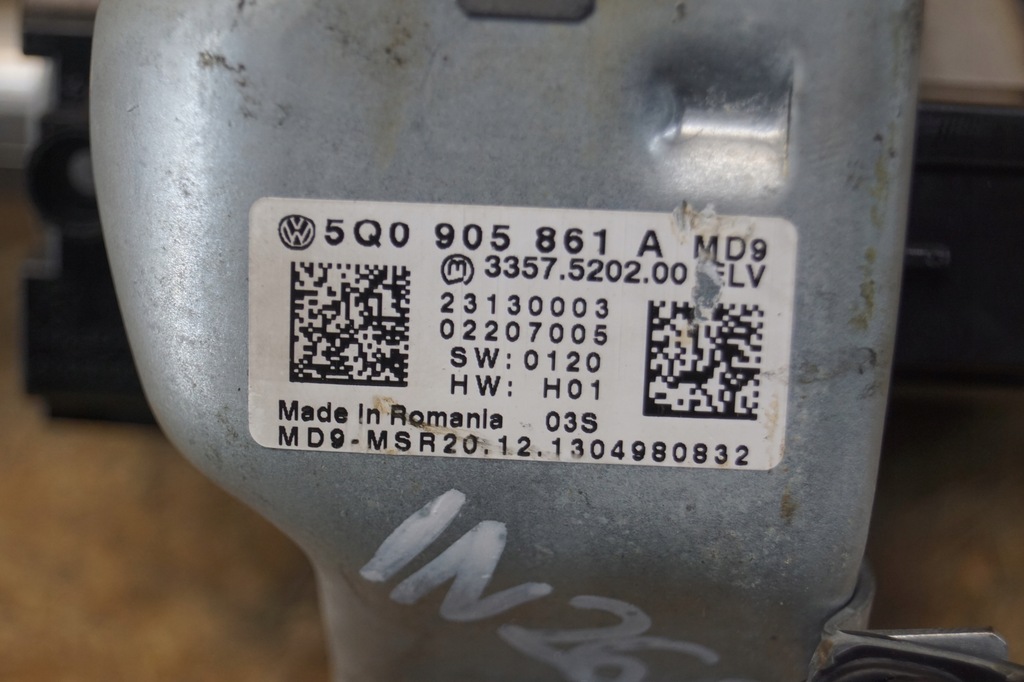 5Q0 905 861 A MD9
3357.5202.00 ELV
23130003
02207005
SW:0120
HW: H01
Made In Romania 03S
MD9-MSR20.12.1304980832